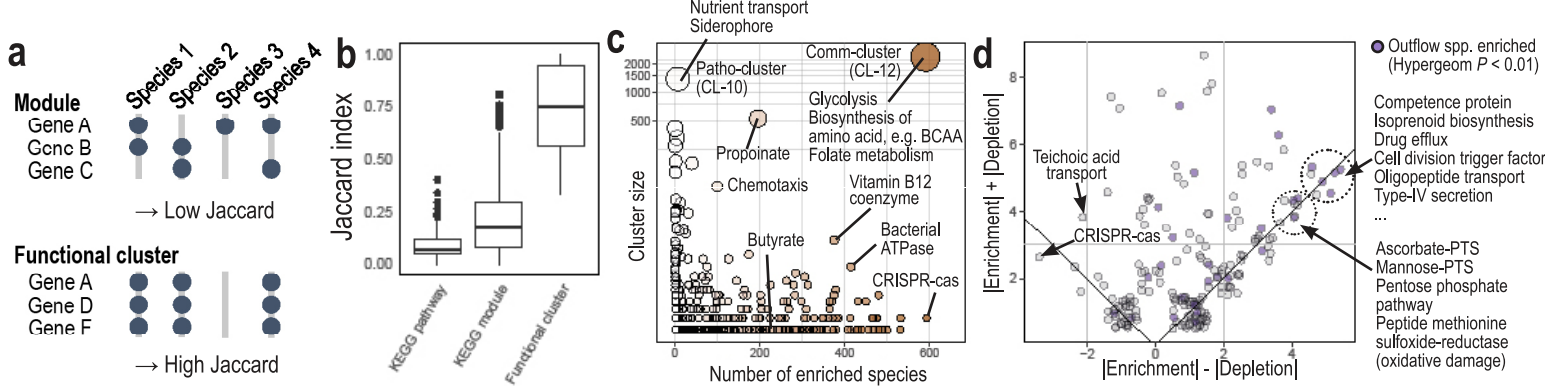 a
Species 1
Species 2
Species 3
Species 4
Module
Gene A
Gene B
Gene C
→ Low Jaccard
Functional cluster
Gene A
Gene D
Gene F
→ High Jaccard
b
Jaccard index
1.00
0.75
0.50
0.25
0.00
KEGG pathway
KEGG module
Functional cluster
c
Nutrient transport
Siderophore
Patho-cluster
(CL-10)
Comm-cluster
(CL-12)
Glycolysis
Biosynthesis of
amino acid, e.g. BCAA
Folate metabolism
Propoinate
Chemotaxis
Vitamin B12
coenzyme
Butyrate
Bacterial
ATPase
CRISPR-cas
Cluster size
2000
1500
1000
500
0
200
400
600
Number of enriched species
d
|Enrichment| + |Depletion|
8
6
4
2
Teichoic acid
transport
CRISPR-cas
−2
0
2
4
|Enrichment| - |Depletion|
Outflow spp. enriched
(Hypergeom P < 0.01)
Competence protein
Isoprenoid biosynthesis
Drug efflux
Cell division trigger factor
Oligopeptide transport
Type-IV secretion
...
Ascorbate-PTS
Mannose-PTS
Pentose phosphate
pathway
Peptide methionine
sulfoxide-reductase
(oxidative damage)